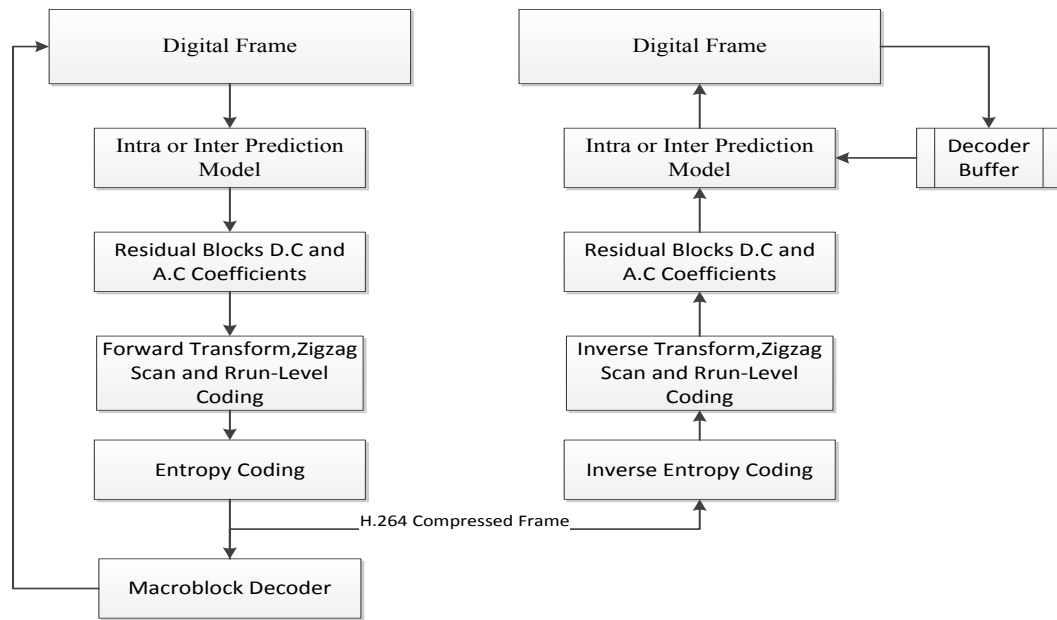 Digital Frame
Intra or Inter Prediction
Model
Residual Blocks D.C and
A.C Coefficients
Forward Transform,Zigzag
Scan and Rrun-Level
Coding
Entropy Coding
H.264 Compressed Frame
Macroblock Decoder
Digital Frame
Intra or Inter Prediction
Model
Decoder
Buffer
Residual Blocks D.C and
A.C Coefficients
Inverse Transform,Zigzag
Scan and Rrun-Level
Coding
Inverse Entropy Coding